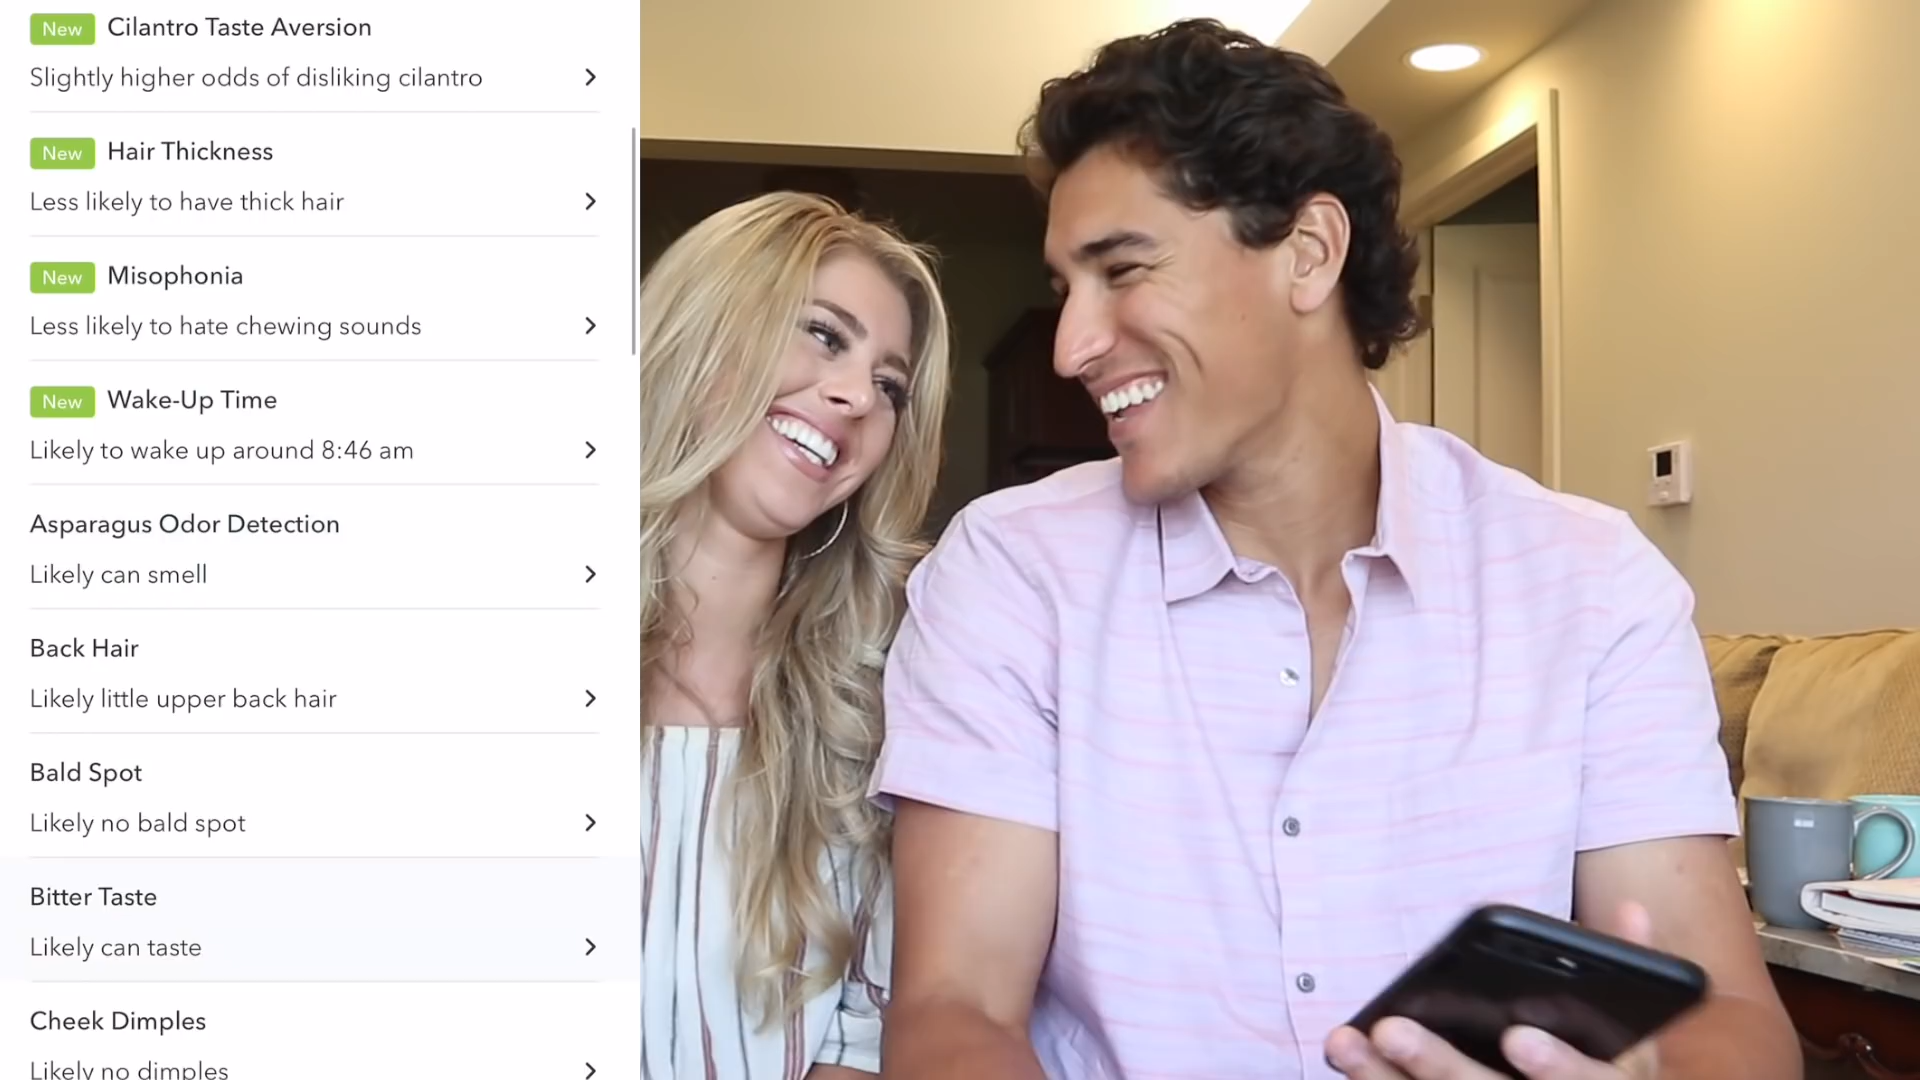 New Cilantro Taste Aversion
Slightly higher odds of disliking cilantro
New Hair Thickness
Less likely to have thick hair
New Misophonia
Less likely to hate chewing sounds
New Wake-Up Time
Likely to wake up around 8:46 am
Asparagus Odor Detection
Likely can smell
Back Hair
Likely little upper back hair
Bald Spot
Likely no bald spot
Bitter Taste
Likely can taste
Cheek Dimples
Likely no dimples